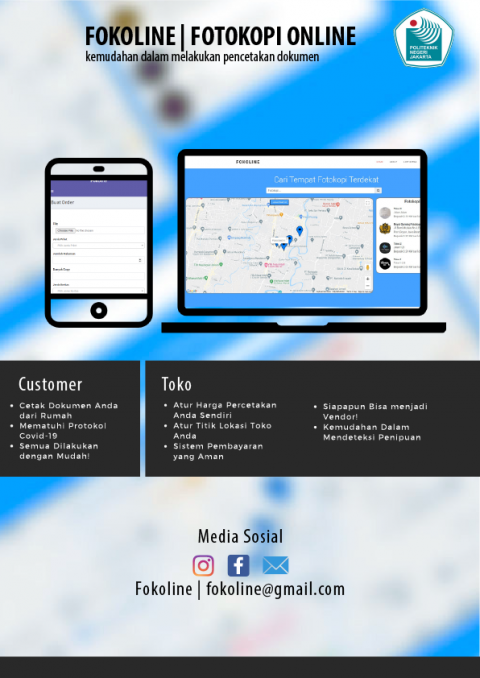 FOKOLINE | FOTOKOPI ONLINE
kemudahan dalam melakukan pencetakan dokumen
POLITEKNIK
NEGERI
JAKARTA
Buat Order
FOKOLINE
Cari Tempat Fotokopi Terdekat
Customer
Cetak Dokumen Anda
dari Rumah
Mematuhi Protokol
Covid-19
Semua Dilakukan
dengan Mudah!
Toko
Atur Harga Percetakan
Anda Sendiri
Atur Titik Lokasi Toko
Anda
Sistem Pembayaran
yang Aman
Siapapun Bisa menjadi
Vendor!
Kemudahan Dalam
Mendeteksi Penipuan
Media Sosial
Fokoline | fokoline@gmail.com